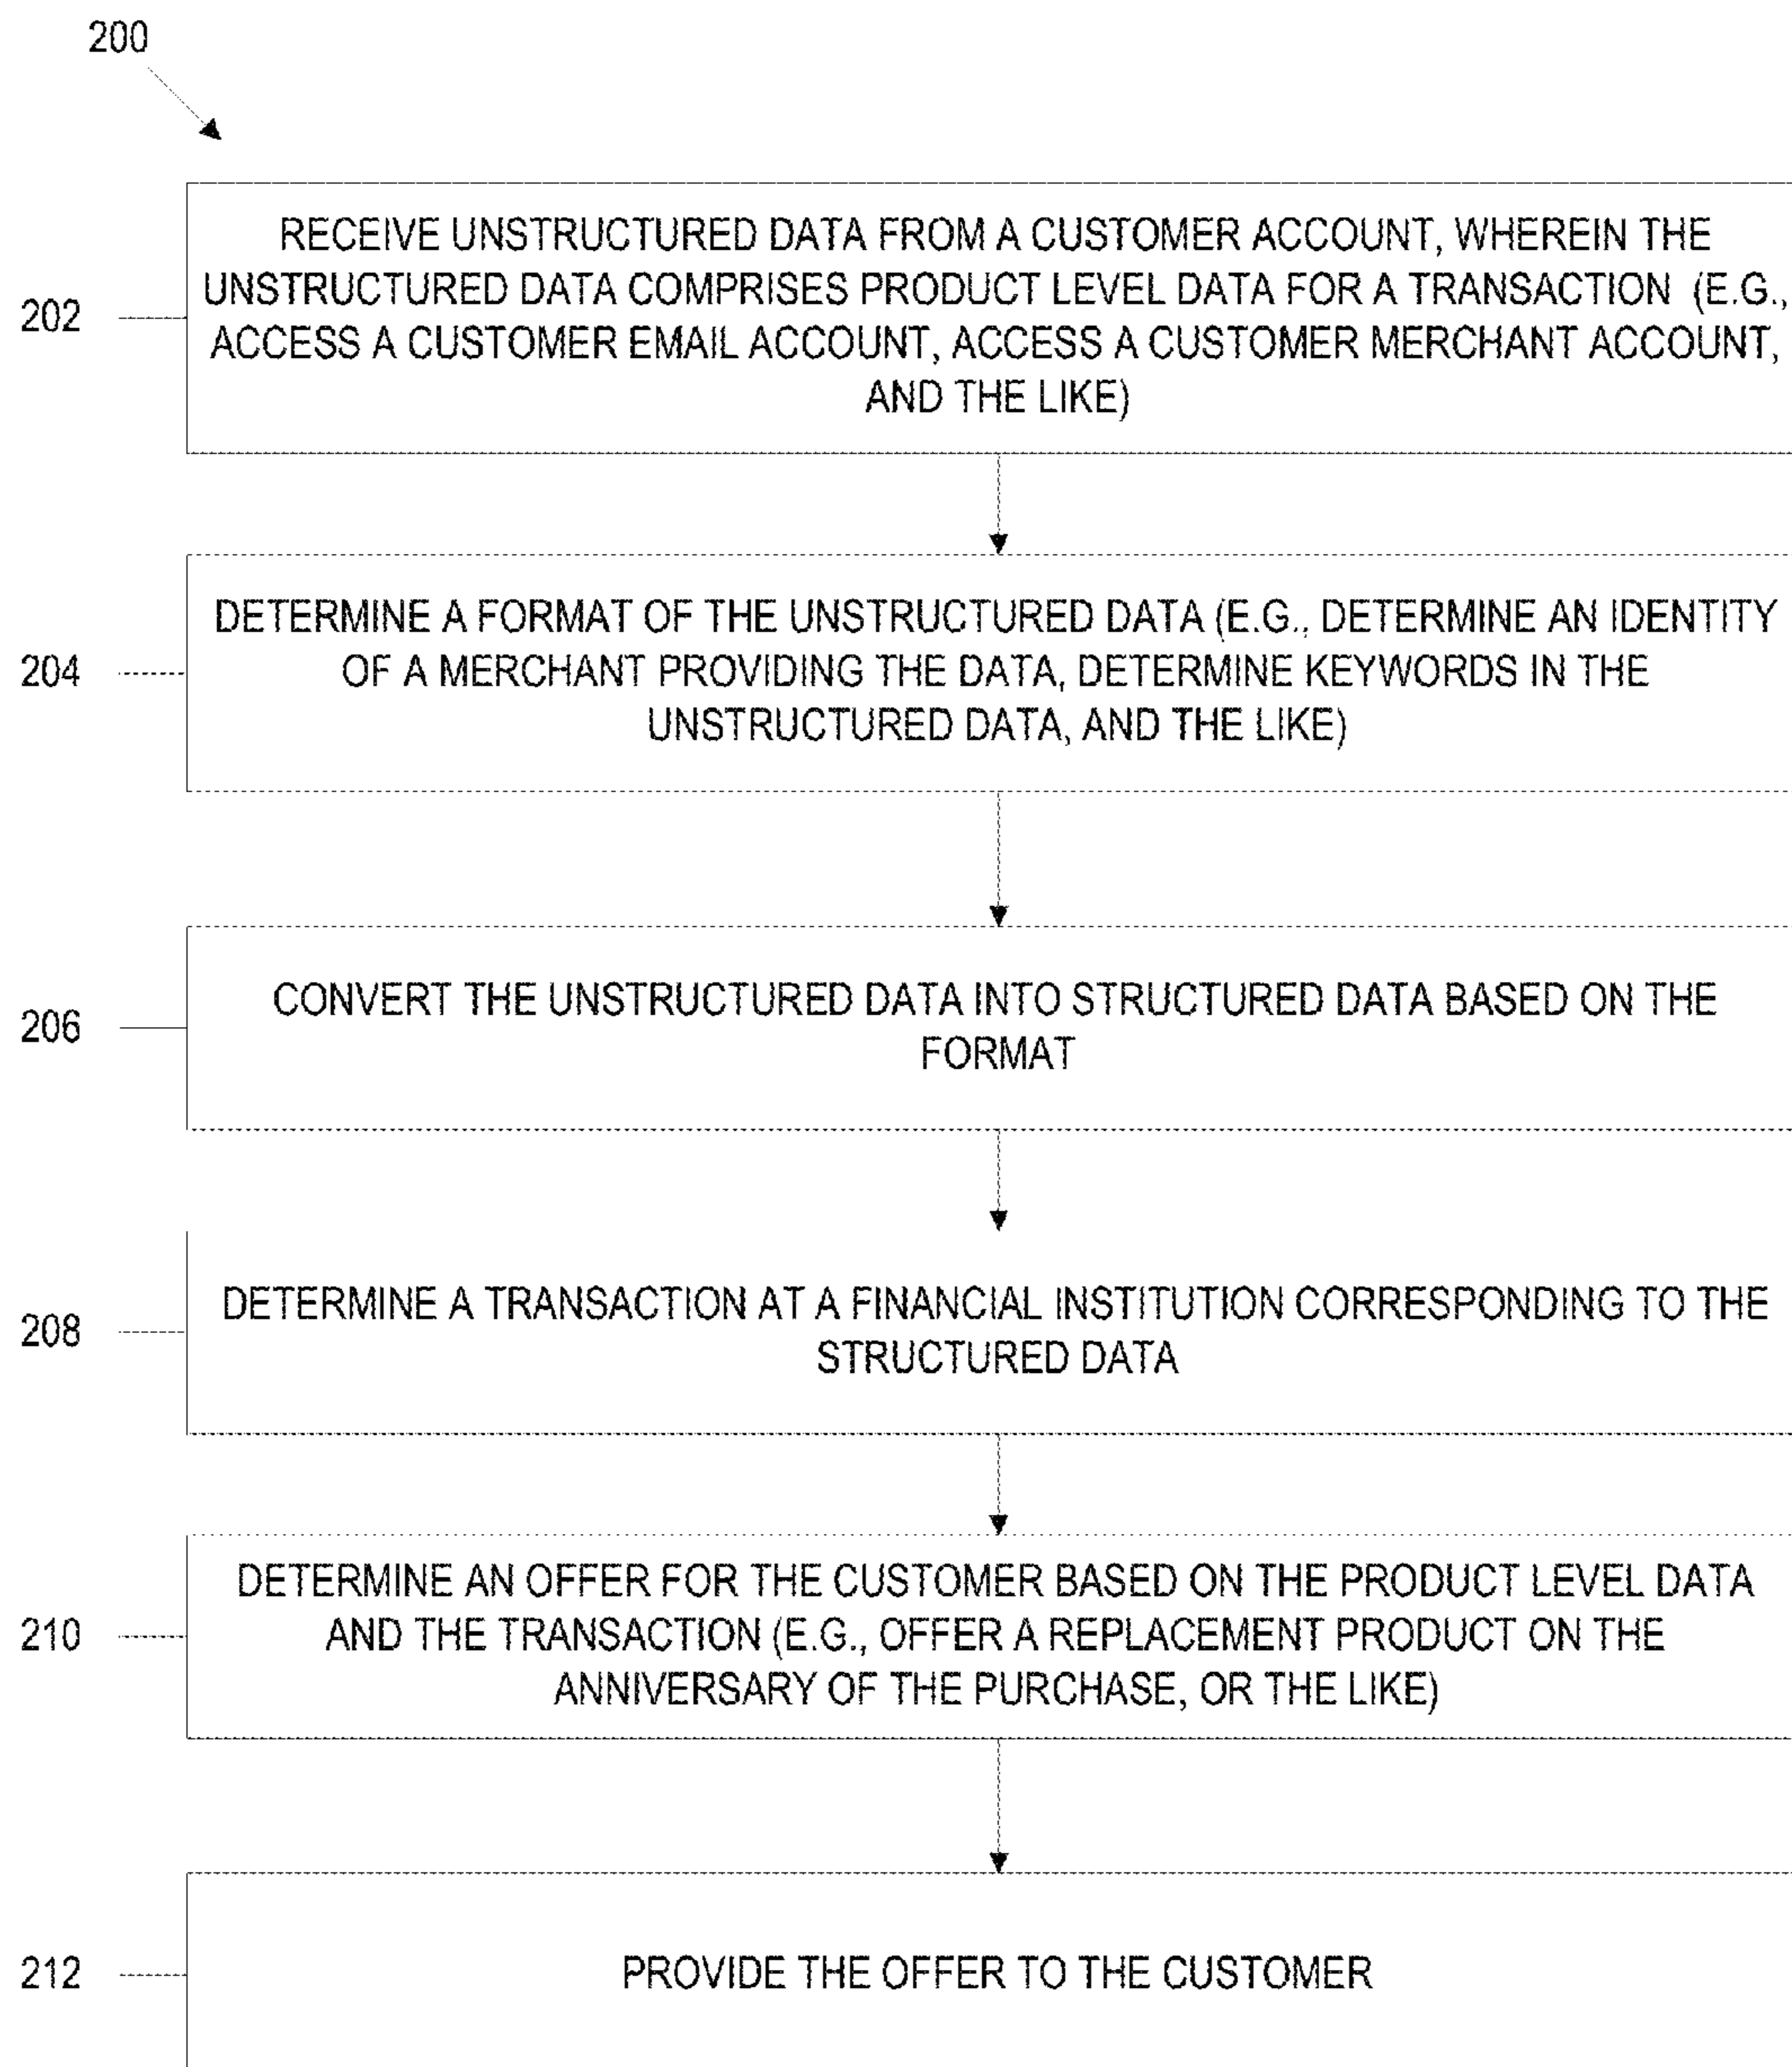 200
202
RECEIVE UNSTRUCTURED DATA FROM A CUSTOMER ACCOUNT, WHEREIN THE
UNSTRUCTURED DATA COMPRISES PRODUCT LEVEL DATA FOR A TRANSACTION (E.G.,
ACCESS A CUSTOMER EMAIL ACCOUNT, ACCESS A CUSTOMER MERCHANT ACCOUNT,
AND THE LIKE)
204
DETERMINE A FORMAT OF THE UNSTRUCTURED DATA (E.G., DETERMINE AN IDENTITY
OF A MERCHANT PROVIDING THE DATA, DETERMINE KEYWORDS IN THE
UNSTRUCTURED DATA, AND THE LIKE)
206
CONVERT THE UNSTRUCTURED DATA INTO STRUCTURED DATA BASED ON THE
FORMAT
208
DETERMINE A TRANSACTION AT A FINANCIAL INSTITUTION CORRESPONDING TO THE
STRUCTURED DATA
210
DETERMINE AN OFFER FOR THE CUSTOMER BASED ON THE PRODUCT LEVEL DATA
AND THE TRANSACTION (E.G., OFFER A REPLACEMENT PRODUCT ON THE
ANNIVERSARY OF THE PURCHASE, OR THE LIKE)
212
PROVIDE THE OFFER TO THE CUSTOMER